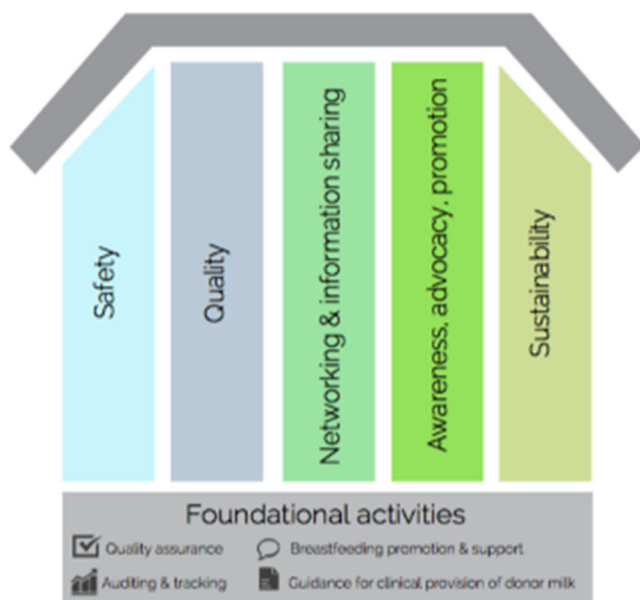 Safety
Quality
Networking & information sharing
Awareness, advocacy, promotion
Sustainability
Foundational activities
Quality assurance
Breastfeeding promotion & support
Auditing & tracking
Guidance for clinical provision of donor milk